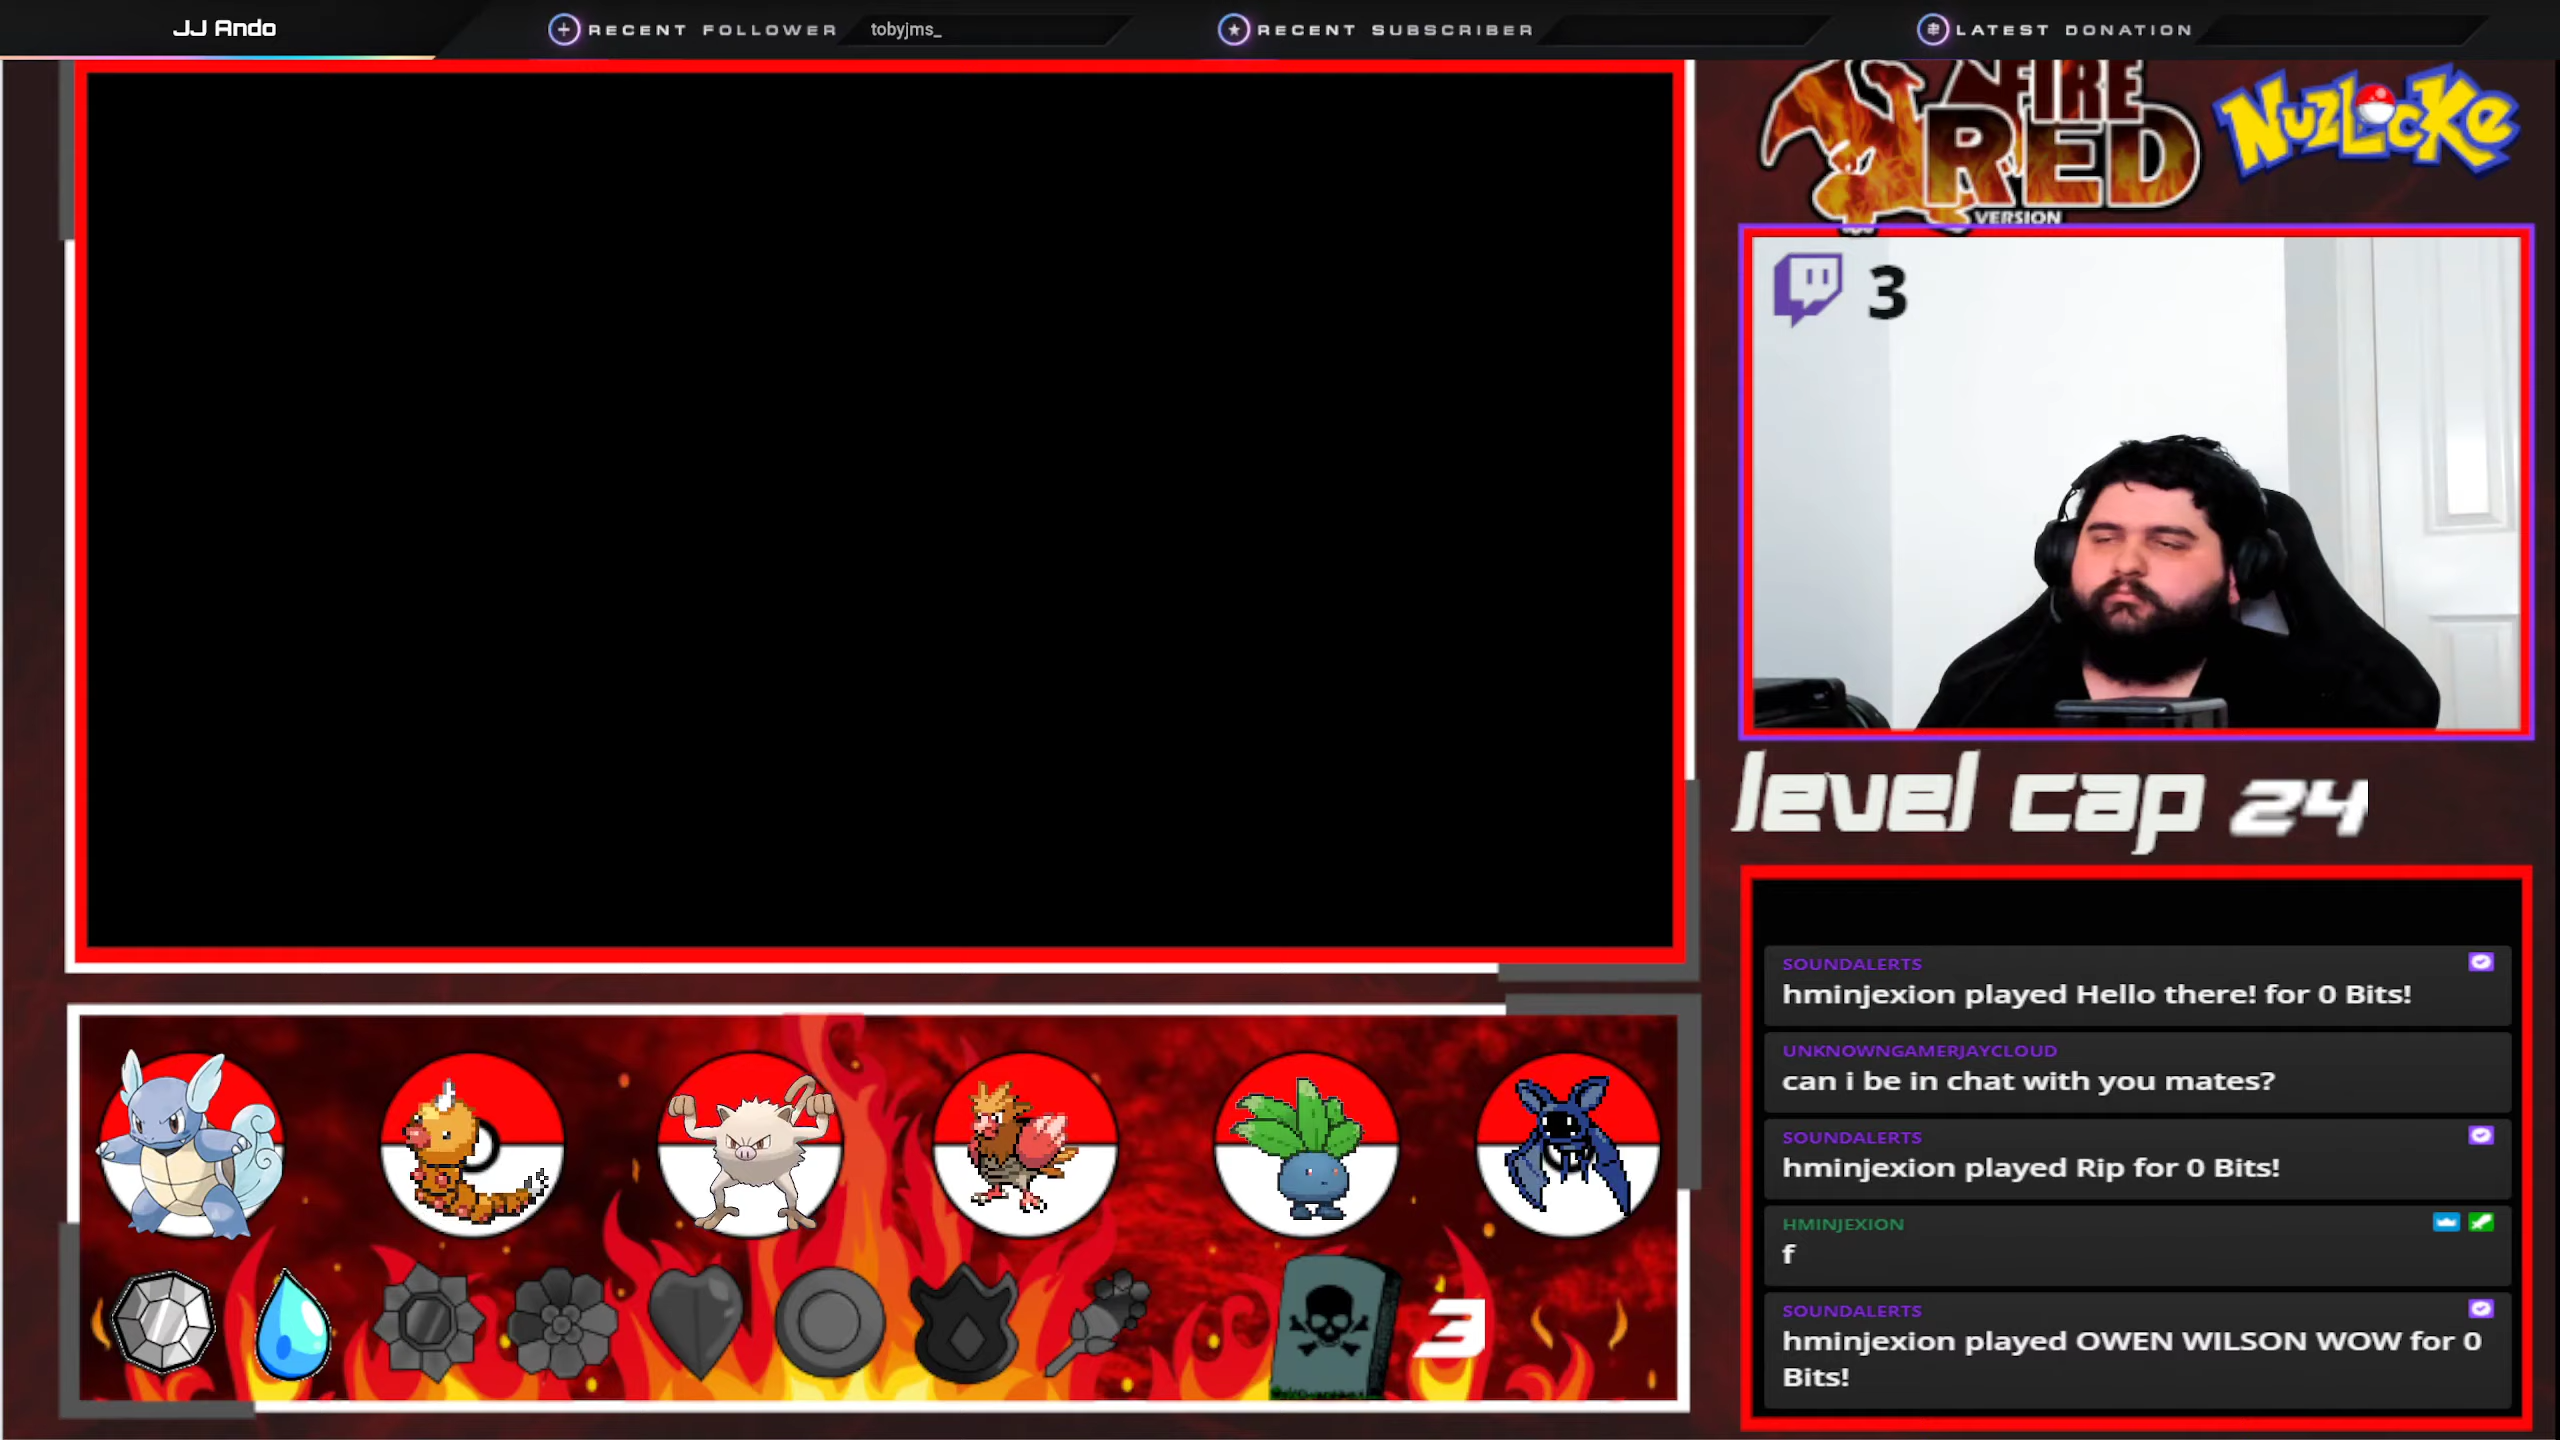 JJ Ando
RECENT FOLLOWER
tobyjms_
RECENT SUBSCRIBER
LATEST DONATION
FIRE
RED
VERSION
NUZLOCKE
3
level cap 24
SOUNDALERTS
hminjexion played Hello there! for 0 Bits!
UNKNOWNGAMERJAYCLOUD
can i be in chat with you mates?
SOUNDALERTS
hminjexion played Rip for 0 Bits!
HMINJEXION
f
SOUNDALERTS
hminjexion played OWEN WILSON WOW for 0
Bits!
3